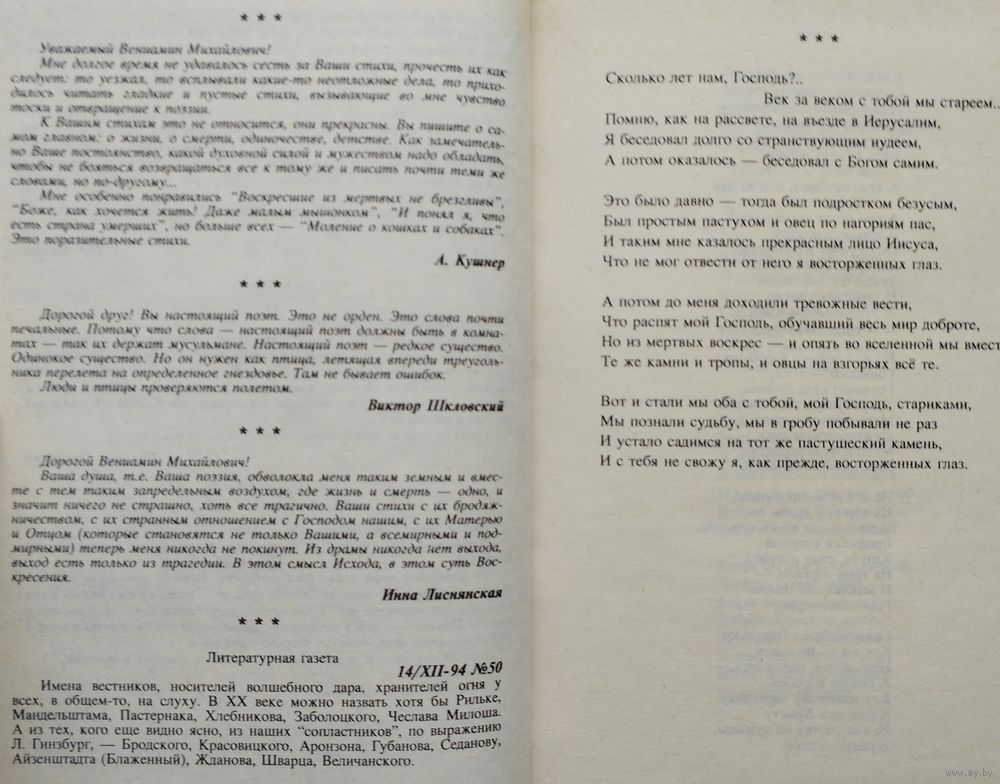 * * *
Уважаемый Вениамин Михайлович!
Мне долгое время не удавалось сесть за Ваши стихи, прочесть их как
следует: то уезжал, то всплывали какие-то неотложные дела, то прихо-
дилось читать гладкие и пустые стихи, вызывающие во мне чувство
тоски и отвращение к поэзии.
К Вашим стихам это не относится, они прекрасны. Вы пишите о са-
мом главном: о жизни, о смерти, одиночестве, детстве. Как замечатель-
но Ваше постоянство, какой духовной силой и мужеством надо обладать,
чтобы не бояться возвращаться все к тому же и писать почти теми же
словами, но по-другому...
Мне особенно понравились "Воскресшие из мертвых не брезгливы",
"Боже, как хочется жить! Даже малым мышонком", "И понял я, что
есть страна умерших", но больше всех — "Моление о кошках и собаках".
Это поразительные стихи.
А. Кушнер
* * *
Дорогой друг! Вы настоящий поэт. Это не орден. Это слова почти
печальные. Потому что слова — настоящий поэт должны быть в комна-
тах — так их держат мусульмане. Настоящий поэт — редкое существо.
Одинокое существо. Но он нужен как птица, летящая впереди треуголь-
ника перелета на определенное гнездовье. Там не бывает ошибок.
Люди и птицы проверяются полетом.
Виктор Шкловский
* * *
Дорогой Вениамин Михайлович!
Ваша душа, т.е. Ваша поэзия, обволокла меня таким земным и вмес-
те с тем таким запредельным воздухом, где жизнь и смерть — одно, и
значит ничего не страшно, хоть все трагично. Ваши стихи с их бродяж-
ничеством, с их странным отношением с Господом нашим, с их Матерью
и Отцом (которые становятся не только Вашими, а всемирными и над-
мирными) теперь меня никогда не покинут. Из драмы никогда нет выхода,
выход есть только из трагедии. В этом смысл Исхода, в этом суть Вос-
кресения.
Инна Лиснянская
* * *
Литературная газета
14/XII-94 №50
Имена вестников, носителей волшебного дара, хранителей огня у
всех, в общем-то, на слуху. В XX веке можно назвать хотя бы Рильке,
Мандельштама, Пастернака, Хлебникова, Заболоцкого, Чеслава Милоша.
А из тех, кого еще видно ясно, из наших "сопластников", по выражению
Л. Гинзбург, — Бродского, Красовицкого, Аронзона, Губанова, Седакову,
Айзенштадта (Блаженный), Жданова, Шварца, Величанского.
* * *
Сколько лет нам, Господь?..
Век за веком с тобой мы стареем...
Помню, как на рассвете, на въезде в Иерусалим,
Я беседовал долго со странствующим иудеем,
А потом оказалось — беседовал с Богом самим.
Это было давно — тогда был подростком безусым,
Был простым пастухом и овец по нагориям пас,
И таким мне казалось прекрасным лицо Иисуса,
Что не мог отвести от него я восторженных глаз.
А потом до меня доходили тревожные вести,
Что распят мой Господь, обучавший весь мир доброте,
Но из мертвых воскрес — и опять во вселенной мы вмест
Те же камни и тропы, и овцы на взгорьях всё те.
Вот и стали мы оба с тобой, мой Господь, стариками,
Мы познали судьбу, мы в гробу побывали не раз
И устало садимся на тот же пастушеский камень,
И с тебя не свожу я, как прежде, восторженных глаз.
www.ay.by